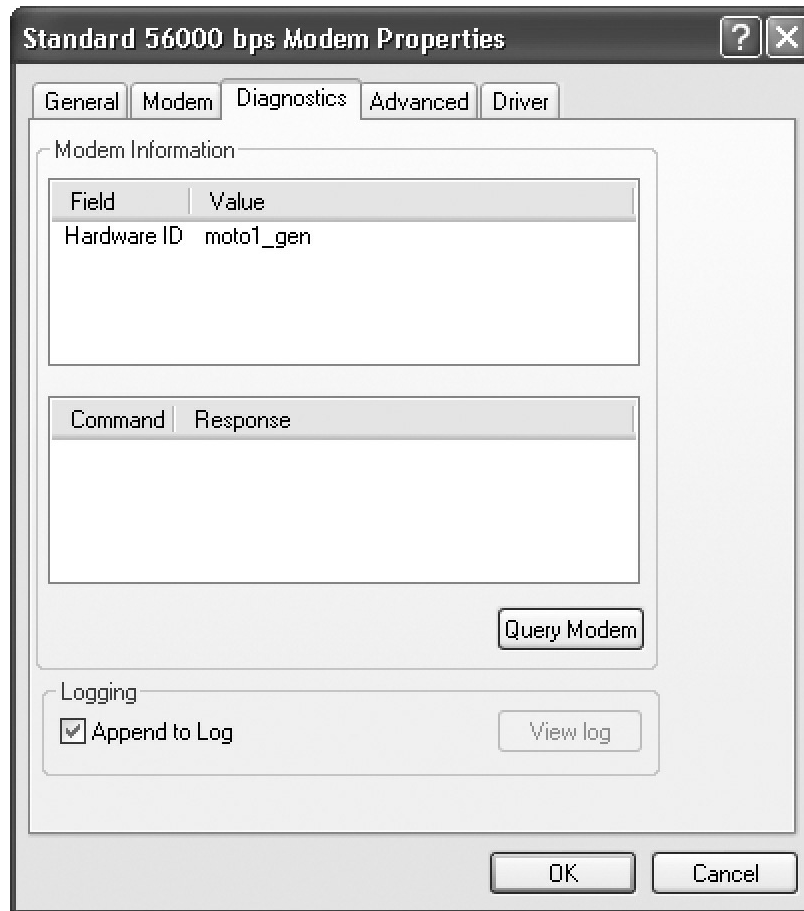 Standard 56000 bps Modem Properties
General Modem Diagnostics Advanced Driver
Modem Information
Field Value
Hardware ID moto1_gen
Command Response
Query Modem
Logging
Append to Log View log
OK Cancel